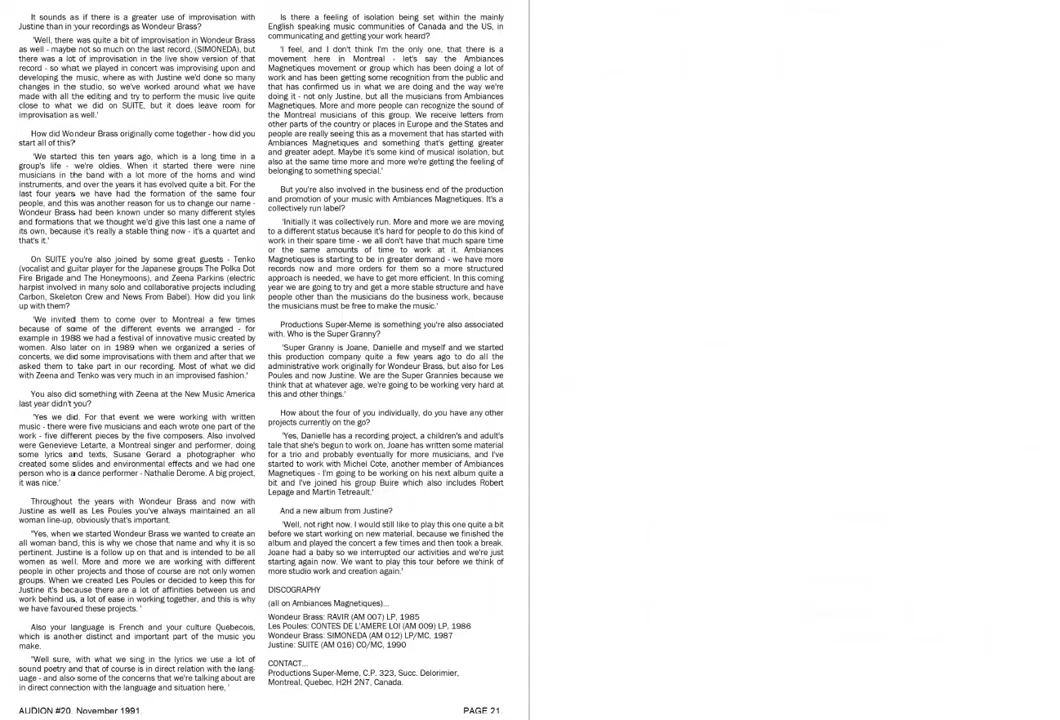 It sounds as if there is a greater use of improvisation with
Justine than in your recordings as Wondeur Brass?
'Well, there was quite a bit of improvisation in Wondeur Brass
as well - maybe not so much on the last record, (SIMONEDA), but
there was a lot of improvisation in the live show version of that
record - so what we played in concert was improvising upon and
developing the music, where as with Justine we'd done so many
changes in the studio, so we've worked around what we have
made with all the editing and try to perform the music live quite
close to what we did on SUITE, but it does leave room for
improvisation as well.'
How did Wondeur Brass originally come together - how did you
start all of this?'
'We started this ten years ago, which is a long time in a
group's life - we're oldies. When it started there were nine
musicians in the band with a lot more of the horns and wind
instruments, and over the years it has evolved quite a bit. For the
last four years we have had the formation of the same four
people, and this was another reason for us to change our name -
Wondeur Brass had been known under so many different styles
and formations that we thought we'd give this last one a name of
its own, because it's really a stable thing now - it's a quartet and
that's it.'
On SUITE you're also joined by some great guests - Tenko
(vocalist and guitar player for the Japanese groups The Polka Dot
Fire Brigade and The Honeymoons), and Zeena Parkins (electric
harpist involved in many solo and collaborative projects including
Carbon, Skeleton Crew and News From Babel). How did you link
up with them?
'We invited them to come over to Montreal a few times
because of some of the different events we arranged - for
example in 1988 we had a festival of innovative music created by
women. Also later on in 1989 when we organized a series of
concerts, we did some improvisations with them and after that we
asked them to take part in our recording. Most of what we did
with Zeena and Tenko was very much in an improvised fashion.'
You also did something with Zeena at the New Music America
last year didn't you?
'Yes we did. For that event we were working with written
music - there were five musicians and each wrote one part of the
work - five different pieces by the five composers. Also involved
were Genevieve Letarte, a Montreal singer and performer, doing
some lyrics and texts, Susane Gerard a photographer who
created some slides and environmental effects and we had one
person who is a dance performer - Nathalie Derome. A big project,
it was nice.'
Throughout the years with Wondeur Brass and now with
Justine as well as Les Poules you've always maintained an all
woman line-up, obviously that's important.
"Yes, when we started Wondeur Brass we wanted to create an
all woman band, this is why we chose that name and why it is so
pertinent. Justine is a follow up on that and is intended to be all
women as well. More and more we are working with different
people in other projects and those of course are not only women
groups. When we created Les Poules or decided to keep this for
Justine it's because there are a lot of affinities between us and
work behind us, a lot of ease in working together, and this is why
we have favoured these projects. '
Also your language is French and your culture Quebecois,
which is another distinct and important part of the music you
make.
"Well sure, with what we sing in the lyrics we use a lot of
sound poetry and that of course is in direct relation with the lang-
uage - and also some of the concerns that we're talking about are
in direct connection with the language and situation here, '
Is there a feeling of isolation being set within the mainly
English speaking music communities of Canada and the US, in
communicating and getting your work heard?
'I feel, and I don't think I'm the only one, that there is a
movement here in Montreal - let's say the Ambiances
Magnetiques movement or group which has been doing a lot of
work and has been getting some recognition from the public and
that has confirmed us in what we are doing and the way we're
doing it - not only Justine, but all the musicians from Ambiances
Magnetiques. More and more people can recognize the sound of
the Montreal musicians of this group. We receive letters from
other parts of the country or places in Europe and the States and
people are really seeing this as a movement that has started with
Ambiances Magnetiques and something that's getting greater
and greater adept. Maybe it's some kind of musical isolation, but
also at the same time more and more we're getting the feeling of
belonging to something special.'
But you're also involved in the business end of the production
and promotion of your music with Ambiances Magnetiques. It's a
collectively run label?
'Initially it was collectively run. More and more we are moving
to a different status because it's hard for people to do this kind of
work in their spare time - we all don't have that much spare time
or the same amounts of time to work at it. Ambiances
Magnetiques is starting to be in greater demand - we have more
records now and more orders for them so a more structured
approach is needed, we have to get more efficient. In this coming
year we are going to try and get a more stable structure and have
people other than the musicians do the business work, because
the musicians must be free to make the music.'
Productions Super-Meme is something you're also associated
with. Who is the Super Granny?
'Super Granny is Joane, Danielle and myself and we started
this production company quite a few years ago to do all the
administrative work originally for Wondeur Brass, but also for Les
Poules and now Justine. We are the Super Grannies because we
think that at whatever age, we're going to be working very hard at
this and other things.'
How about the four of you individually, do you have any other
projects currently on the go?
'Yes, Danielle has a recording project, a children's and adult's
tale that she's begun to work on, Joane has written some material
for a trio and probably eventually for more musicians, and I've
started to work with Michel Cote, another member of Ambiances
Magnetiques - I'm going to be working on his next album quite a
bit and I've joined his group Buire which also includes Robert
Lepage and Martin Tetreault.'
And a new album from Justine?
'Well, not right now, I would still like to play this one quite a bit
before we start working on new material, because we finished the
album and played the concert a few times and then took a break.
Joane had a baby so we interrupted our activities and we're just
starting again now. We want to play this tour before we think of
more studio work and creation again.'
DISCOGRAPHY
(all on Ambiances Magnetiques)...
Wondeur Brass: RAVIR (AM 007) LP, 1985
Les Poules: CONTES DE L'AMERE LOI (AM 009) LP, 1986
Wondeur Brass: SIMONEDA (AM 012) LP/MC, 1987
Justine: SUITE (AM 016) CD/MC, 1990
CONTACT...
Productions Super-Meme, C.P. 323, Succ. Delorimier,
Montreal, Quebec, H2H 2N7, Canada.
AUDION #20. November 1991. PAGE 21.